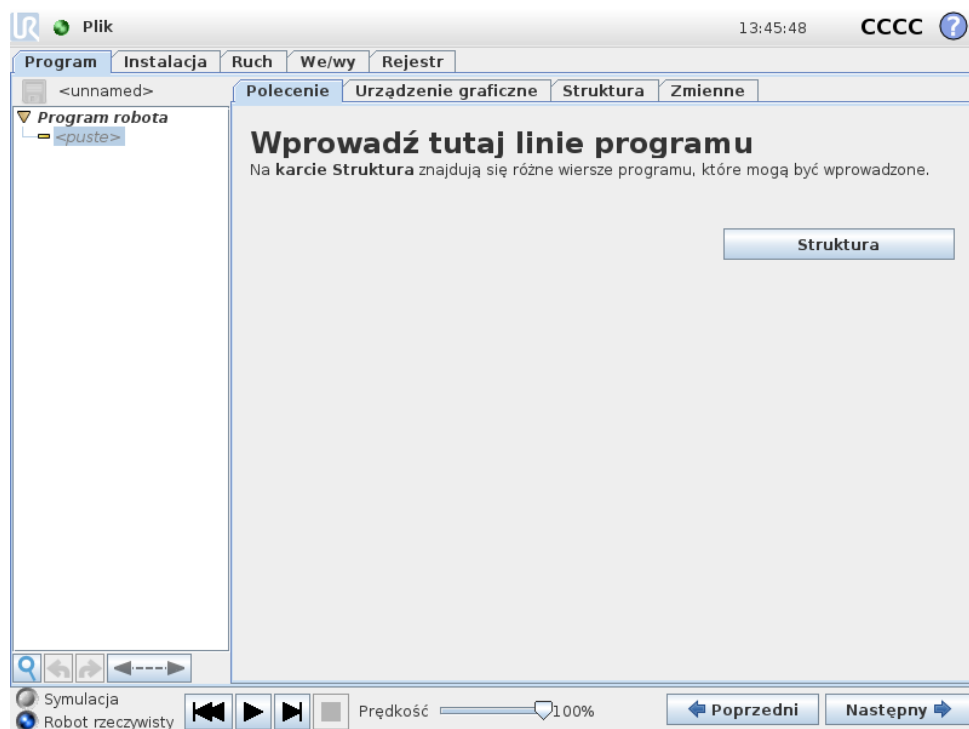 UR Plik 13:45:48 CCCC ?
Program Instalacja Ruch We/wy Rejestr
<unnamed>
Polecenie Urządzenie graficzne Struktura Zmienne
Program robota
<puste>
Wprowadź tutaj linie programu
Na karcie Struktura znajdują się różne wiersze programu, które mogą być wprowadzone.
Struktura
Symulacja
Robot rzeczywisty
Prędkość 100%
Poprzedni Następny